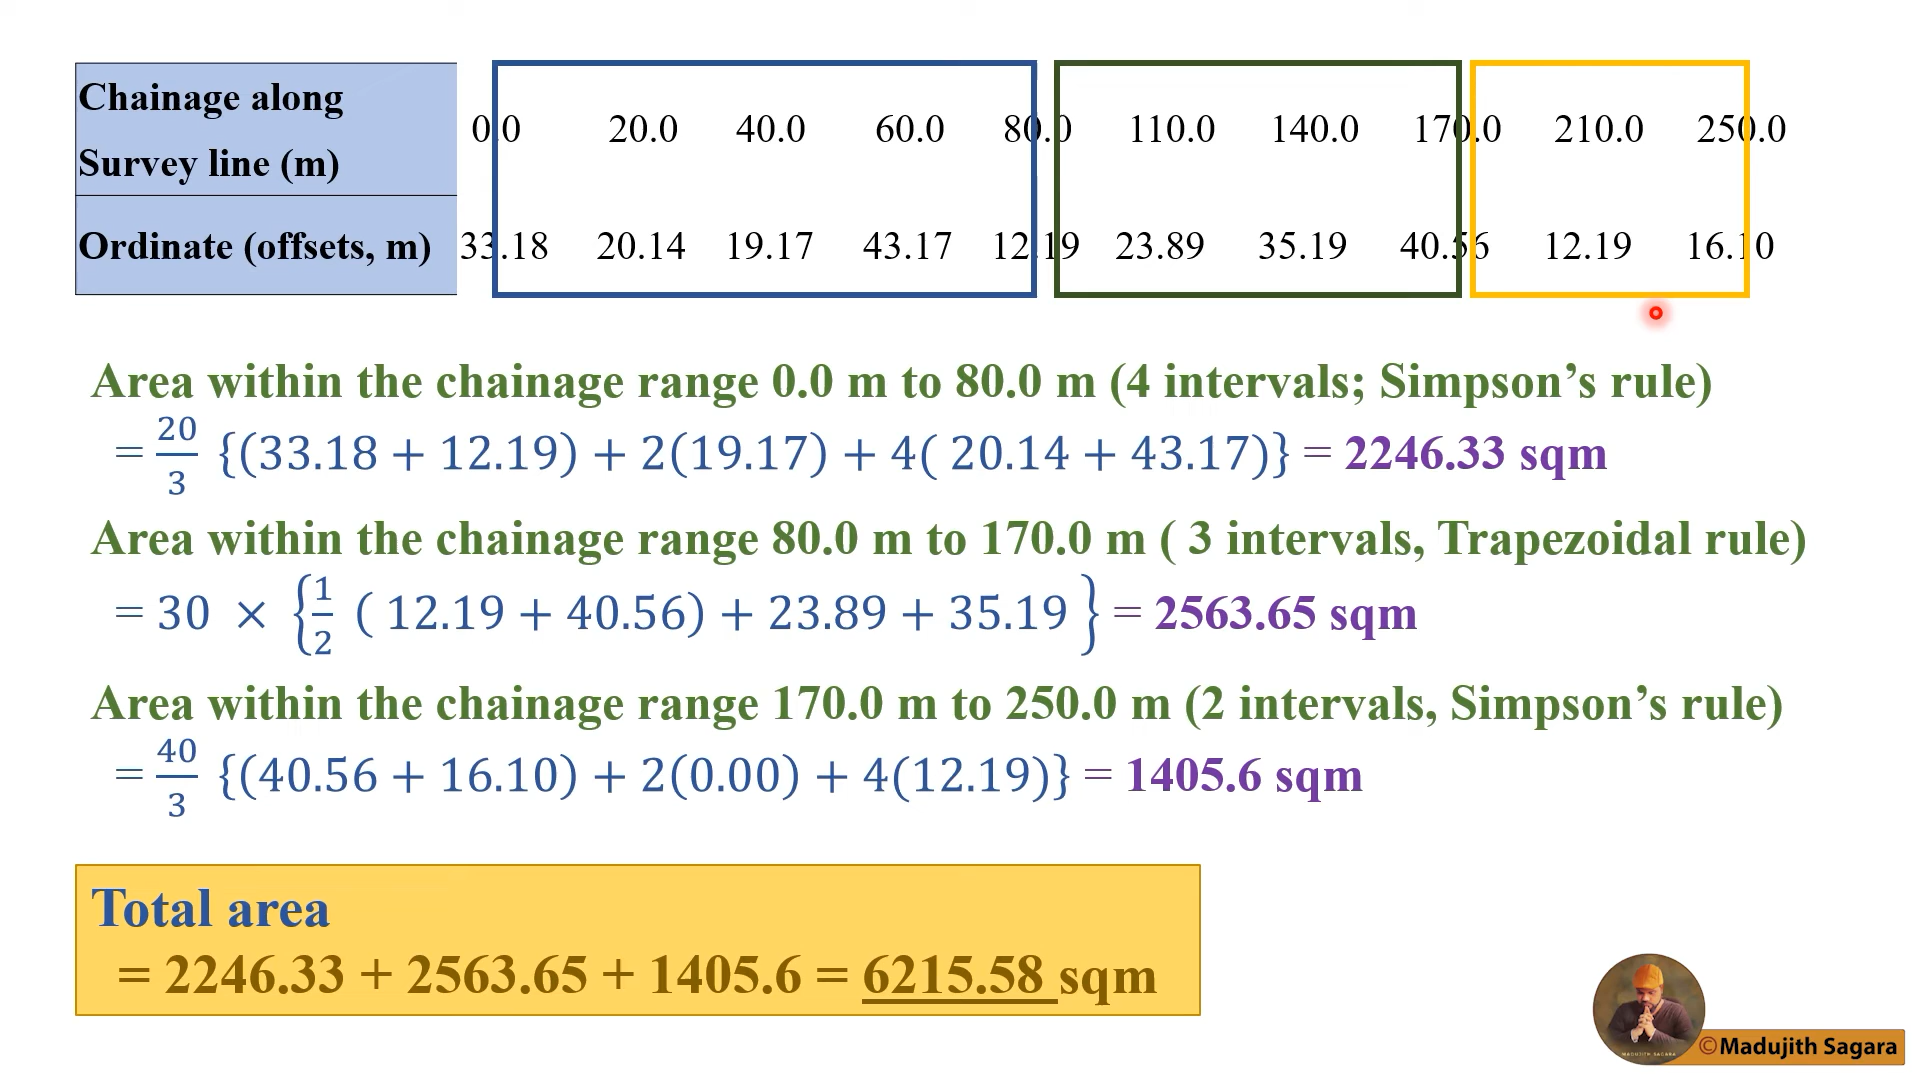 Chainage along
Survey line (m)
0.0 20.0 40.0 60.0 80.0 110.0 140.0 170.0 210.0 250.0
Ordinate (offsets, m) 33.18 20.14 19.17 43.17 12.19 23.89 35.19 40.56 12.19 16.10
Area within the chainage range 0.0 m to 80.0 m (4 intervals; Simpson’s rule)
= 20/3 {(33.18 + 12.19) + 2(19.17) + 4( 20.14 + 43.17)} = 2246.33 sqm
Area within the chainage range 80.0 m to 170.0 m ( 3 intervals, Trapezoidal rule)
= 30 × {1/2 ( 12.19 + 40.56) + 23.89 + 35.19 } = 2563.65 sqm
Area within the chainage range 170.0 m to 250.0 m (2 intervals, Simpson’s rule)
= 40/3 {(40.56 + 16.10) + 2(0.00) + 4(12.19)} = 1405.6 sqm
Total area
= 2246.33 + 2563.65 + 1405.6 = 6215.58 sqm
MADUJITH SAGARA
©Madujith Sagara